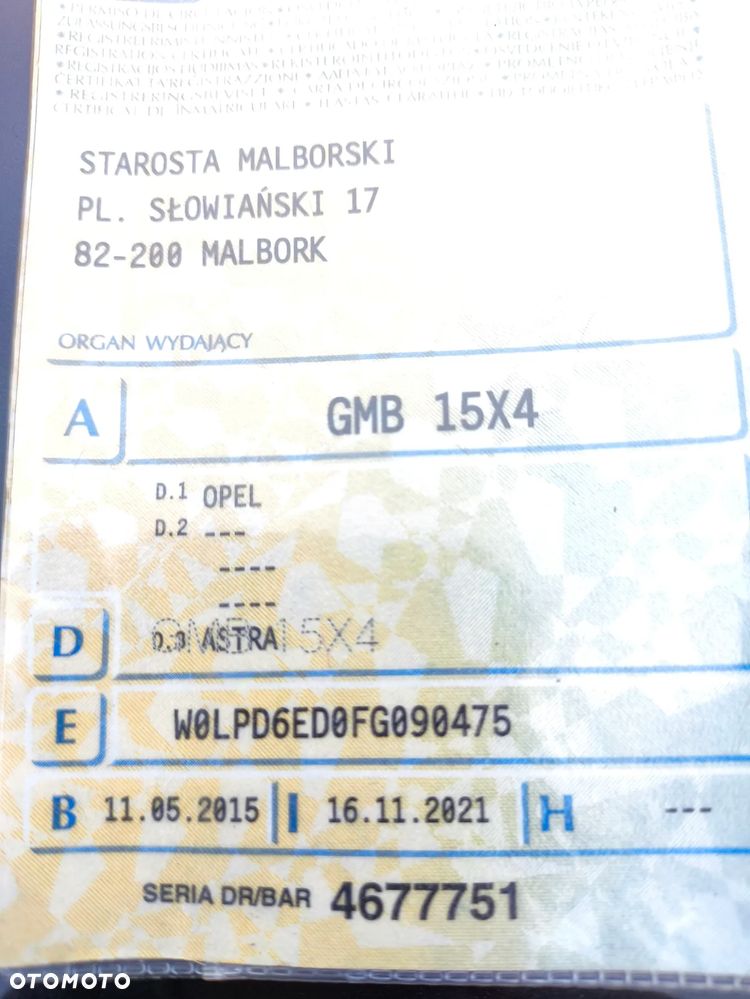 STAROSTA MALBORSKI
PL. SŁOWIAŃSKI 17
82-200 MALBORK
ORGAN WYDAJĄCY
A GMB 15X4
D.1 OPEL
D.2 ---
----
----
D D.3 ASTRA GMB 15X4
E W0LPD6ED0FG090475
B 11.05.2015 I 16.11.2021 H ---
SERIA DR/BAR 4677751
OTOMOTO